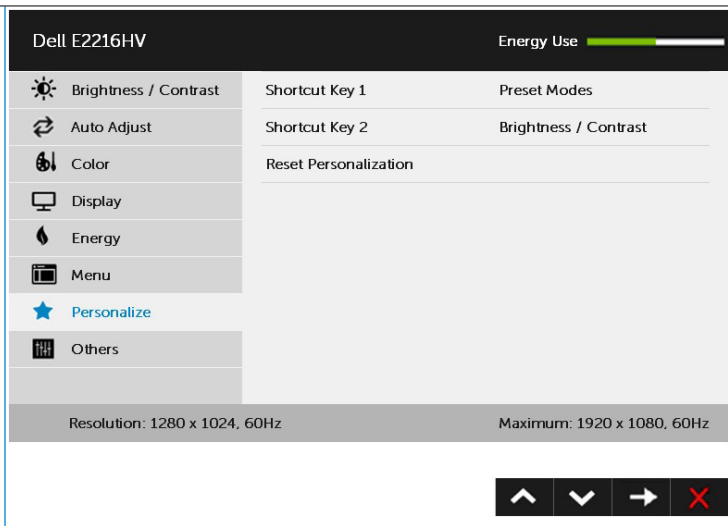 Dell E2216HV Energy Use
Brightness / Contrast Shortcut Key 1 Preset Modes
Auto Adjust Shortcut Key 2 Brightness / Contrast
Color Reset Personalization
Display
Energy
Menu
Personalize
Others
Resolution: 1280 x 1024, 60Hz Maximum: 1920 x 1080, 60Hz